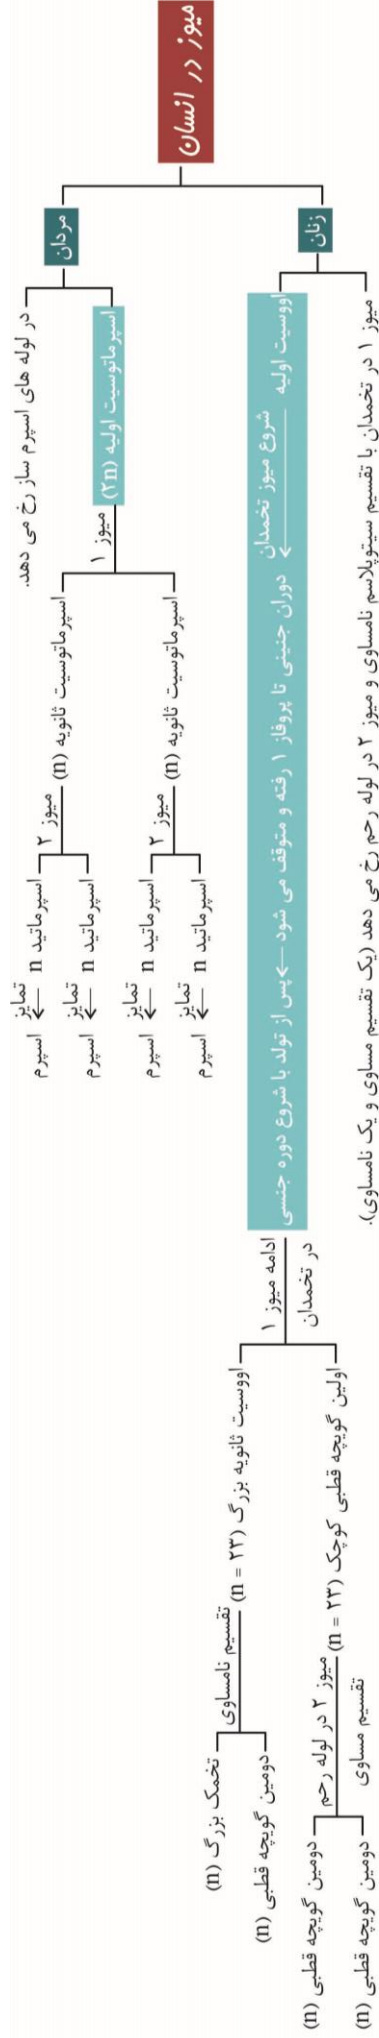 میوز در انسان
مردان
در لوله های اسپرم ساز رخ می دهد.
اسپرماتوسیت اولیه (۲n)
میوز ۱
اسپرماتوسیت ثانویه (n)
میوز ۲
اسپرماتید n
تمایز
اسپرم
اسپرماتید n
تمایز
اسپرم
اسپرماتوسیت ثانویه (n)
میوز ۲
اسپرماتید n
تمایز
اسپرم
اسپرماتید n
تمایز
اسپرم
زنان
اووسیت اولیه
شروع میوز تخمدان
دوران جنینی تا پروفاز ۱ رفته و متوقف می شود ← پس از تولد با شروع دوره جنسی
ادامه میوز ۱
در تخمدان
اووسیت ثانویه بزرگ (n = ۲۳)
تقسیم نامساوی
تخمک بزرگ (n)
دومین گویچه قطبی (n)
اولین گویچه قطبی کوچک (n = ۲۳)
میوز ۲ در لوله رحم
تقسیم مساوی
دومین گویچه قطبی (n)
دومین گویچه قطبی (n)
میوز ۱ در تخمدان با تقسیم سیتوپلاسم نامساوی و میوز ۲ در لوله رحم رخ می دهد (یک تقسیم مساوی و یک نامساوی).